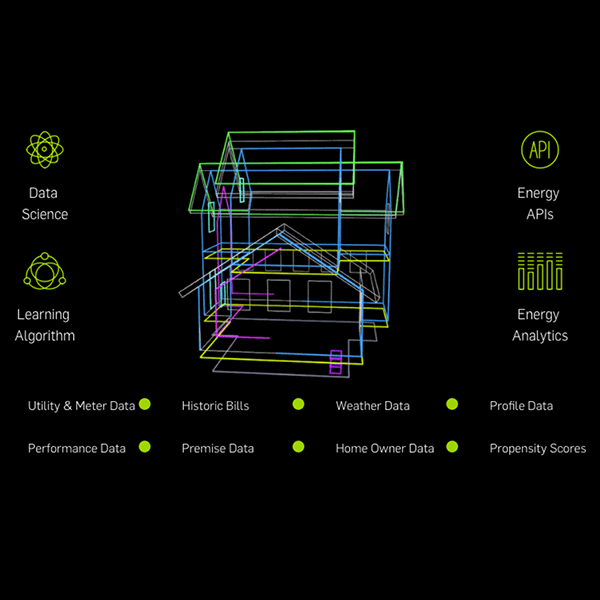 Data
Science
API
Energy
APIs
Learning
Algorithm
Energy
Analytics
Utility & Meter Data
Historic Bills
Weather Data
Profile Data
Performance Data
Premise Data
Home Owner Data
Propensity Scores